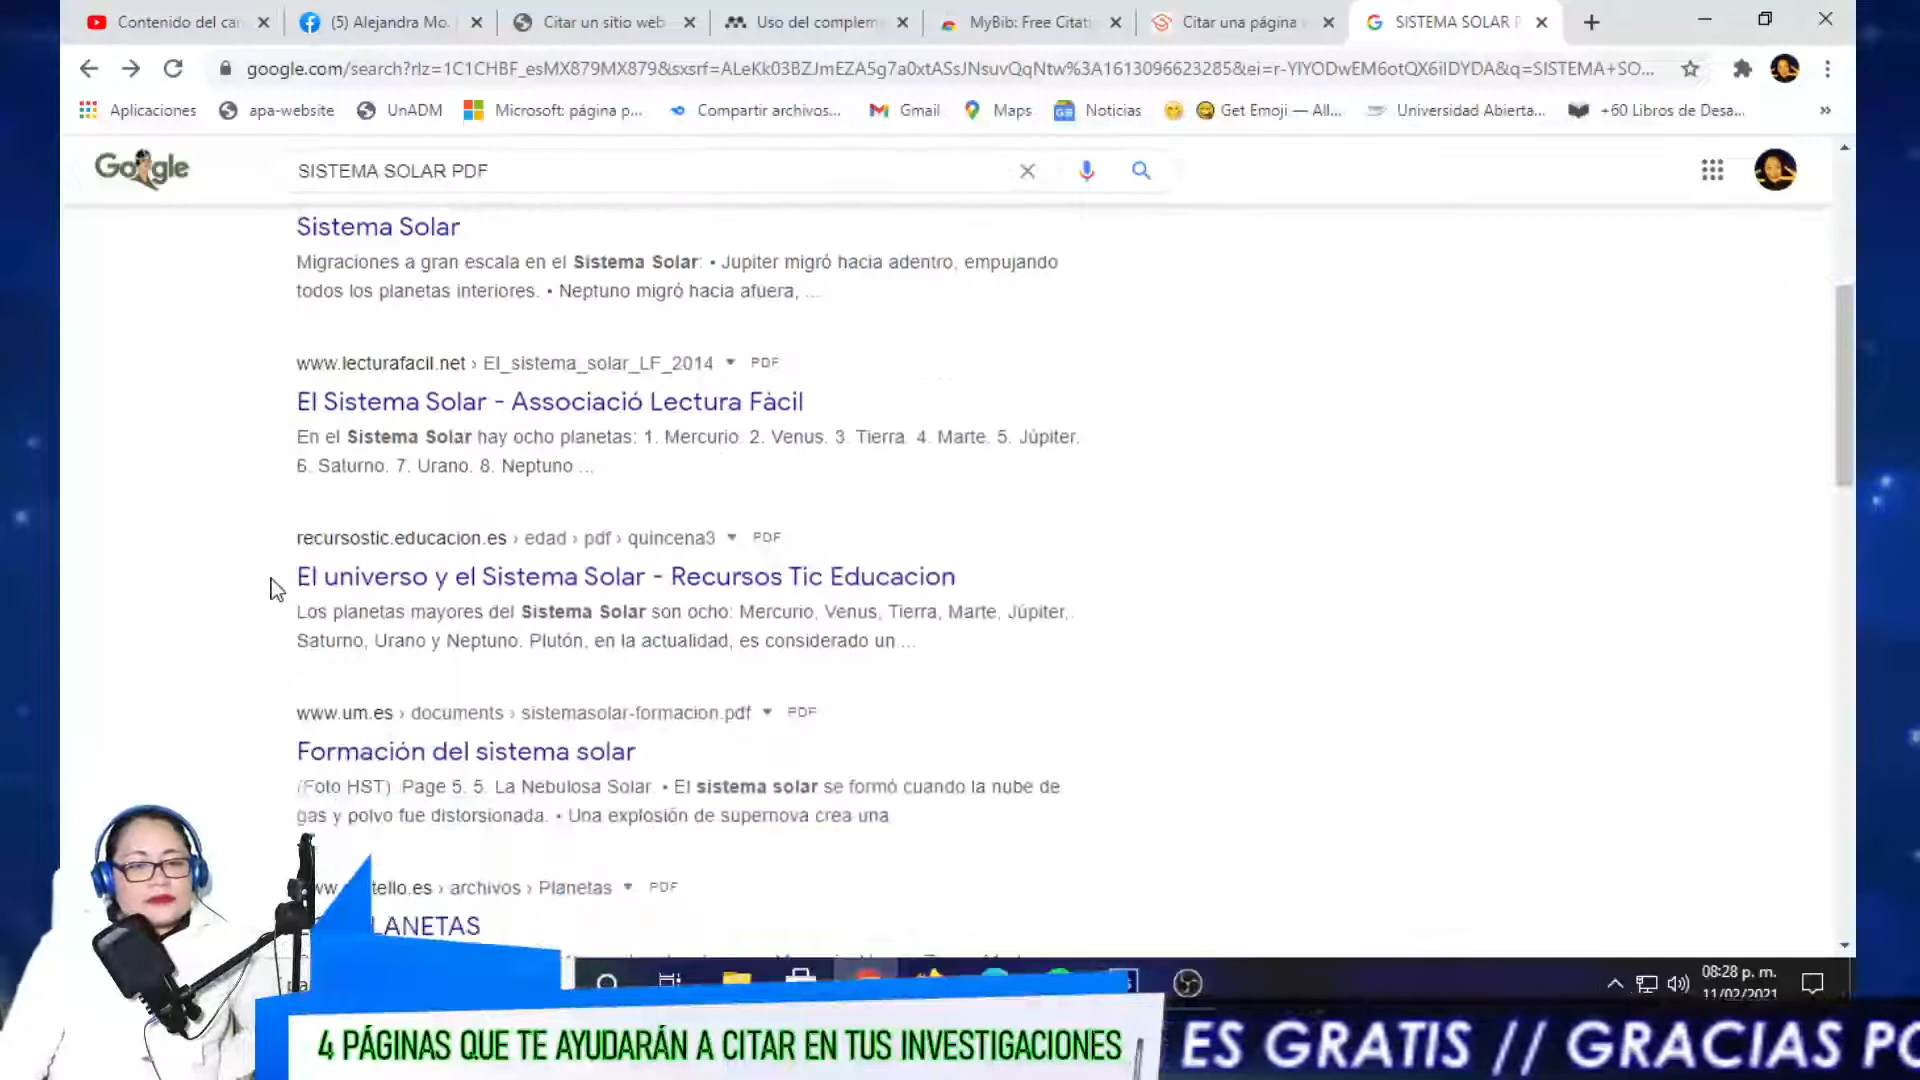 Contenido del can
(5) Alejandra Mo.
Citar un sitio web
Uso del complem
MyBib: Free Citati
Citar una página
SISTEMA SOLAR P
google.com/search?rlz=1C1CHBF_esMX879MX879&sxsrf=ALeKk03BZJmEZA5g7a0xtASsJNsuvQqNtw%3A1613096623285&ei=r-YlYODwEM6otQX6iIDYDA&q=SISTEMA+SO...
Aplicaciones
apa-website
UnADM
Microsoft: página p...
Compartir archivos...
Gmail
Maps
Noticias
Get Emoji — All...
Universidad Abierta...
+60 Libros de Desa...
»
Google
SISTEMA SOLAR PDF
Sistema Solar
Migraciones a gran escala en el Sistema Solar: • Jupiter migró hacia adentro, empujando
todos los planetas interiores. • Neptuno migró hacia afuera, ...
www.lecturafacil.net › El_sistema_solar_LF_2014 PDF
El Sistema Solar - Associació Lectura Fàcil
En el Sistema Solar hay ocho planetas: 1. Mercurio. 2. Venus. 3. Tierra. 4. Marte. 5. Júpiter.
6. Saturno. 7. Urano. 8. Neptuno ...
recursostic.educacion.es › edad › pdf › quincena3 PDF
El universo y el Sistema Solar - Recursos Tic Educacion
Los planetas mayores del Sistema Solar son ocho: Mercurio, Venus, Tierra, Marte, Júpiter,
Saturno, Urano y Neptuno. Plutón, en la actualidad, es considerado un ...
www.um.es › documents › sistemasolar-formacion.pdf PDF
Formación del sistema solar
(Foto HST). Page 5. 5. La Nebulosa Solar. • El sistema solar se formó cuando la nube de
gas y polvo fue distorsionada. • Una explosión de supernova crea una
tello.es › archivos › Planetas PDF
LANETAS
08:28 p. m.
11/02/2021
4 PÁGINAS QUE TE AYUDARÁN A CITAR EN TUS INVESTIGACIONES
ES GRATIS // GRACIAS PO